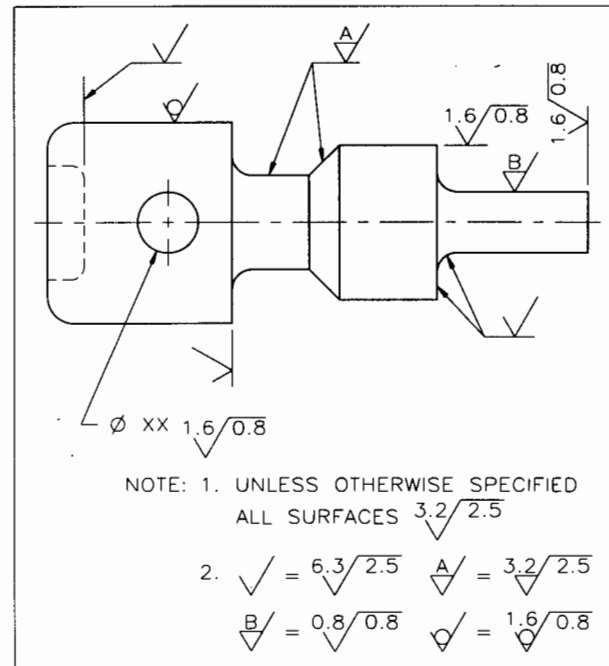 A
1.6 0.8
1.6 0.8
B
Ø XX 1.6 0.8
NOTE: 1. UNLESS OTHERWISE SPECIFIED
ALL SURFACES 3.2 2.5
2. √ = 6.3 2.5 A = 3.2 2.5
B = 0.8 0.8 = 1.6 0.8